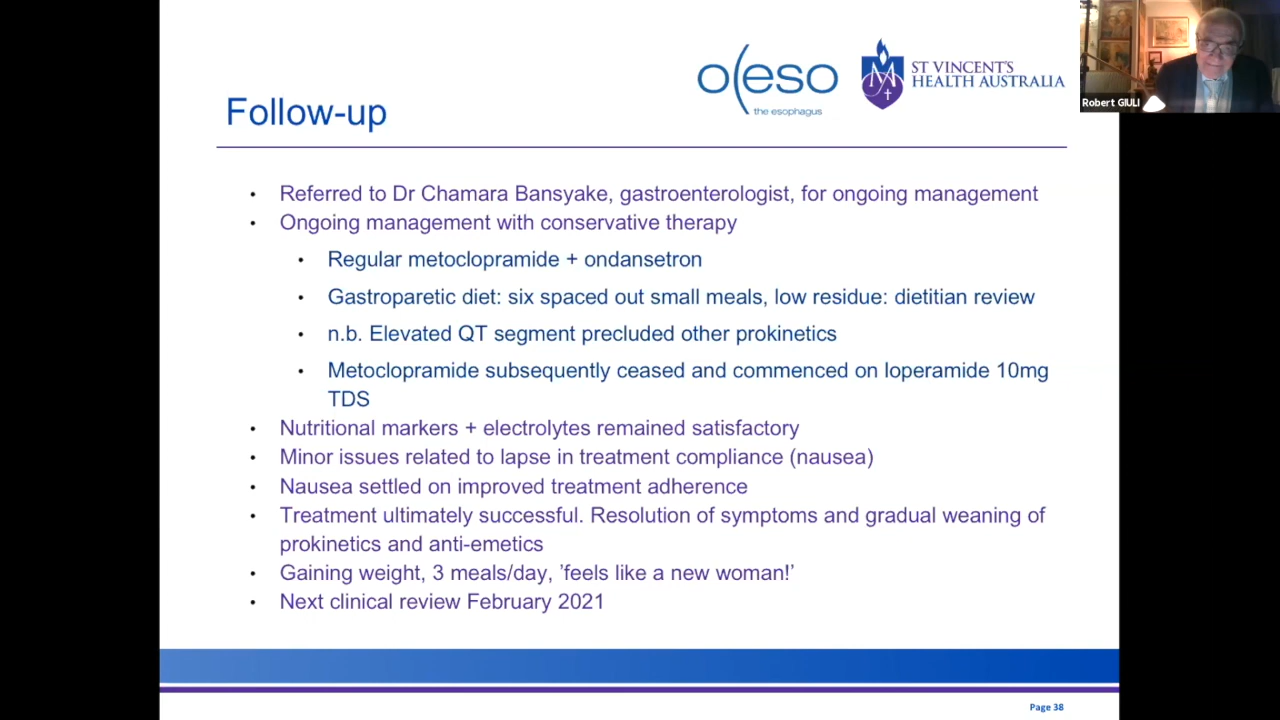 o(eso
the esophagus
ST VINCENT'S
HEALTH AUSTRALIA
Robert GIULI
Follow-up
• Referred to Dr Chamara Bansyake, gastroenterologist, for ongoing management
• Ongoing management with conservative therapy
• Regular metoclopramide + ondansetron
• Gastroparetic diet: six spaced out small meals, low residue: dietitian review
• n.b. Elevated QT segment precluded other prokinetics
• Metoclopramide subsequently ceased and commenced on loperamide 10mg
TDS
• Nutritional markers + electrolytes remained satisfactory
• Minor issues related to lapse in treatment compliance (nausea)
• Nausea settled on improved treatment adherence
• Treatment ultimately successful. Resolution of symptoms and gradual weaning of
prokinetics and anti-emetics
• Gaining weight, 3 meals/day, ’feels like a new woman!’
• Next clinical review February 2021
Page 38